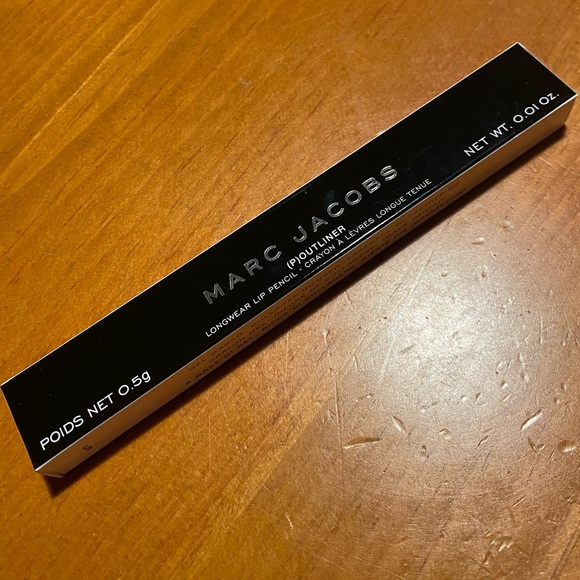 MARC JACOBS
(P)OUTLINER
LONGWEAR LIP PENCIL - CRAYON À LÈVRES LONGUE TENUE
POIDS NET 0.5g
NET WT. 0.01 Oz.